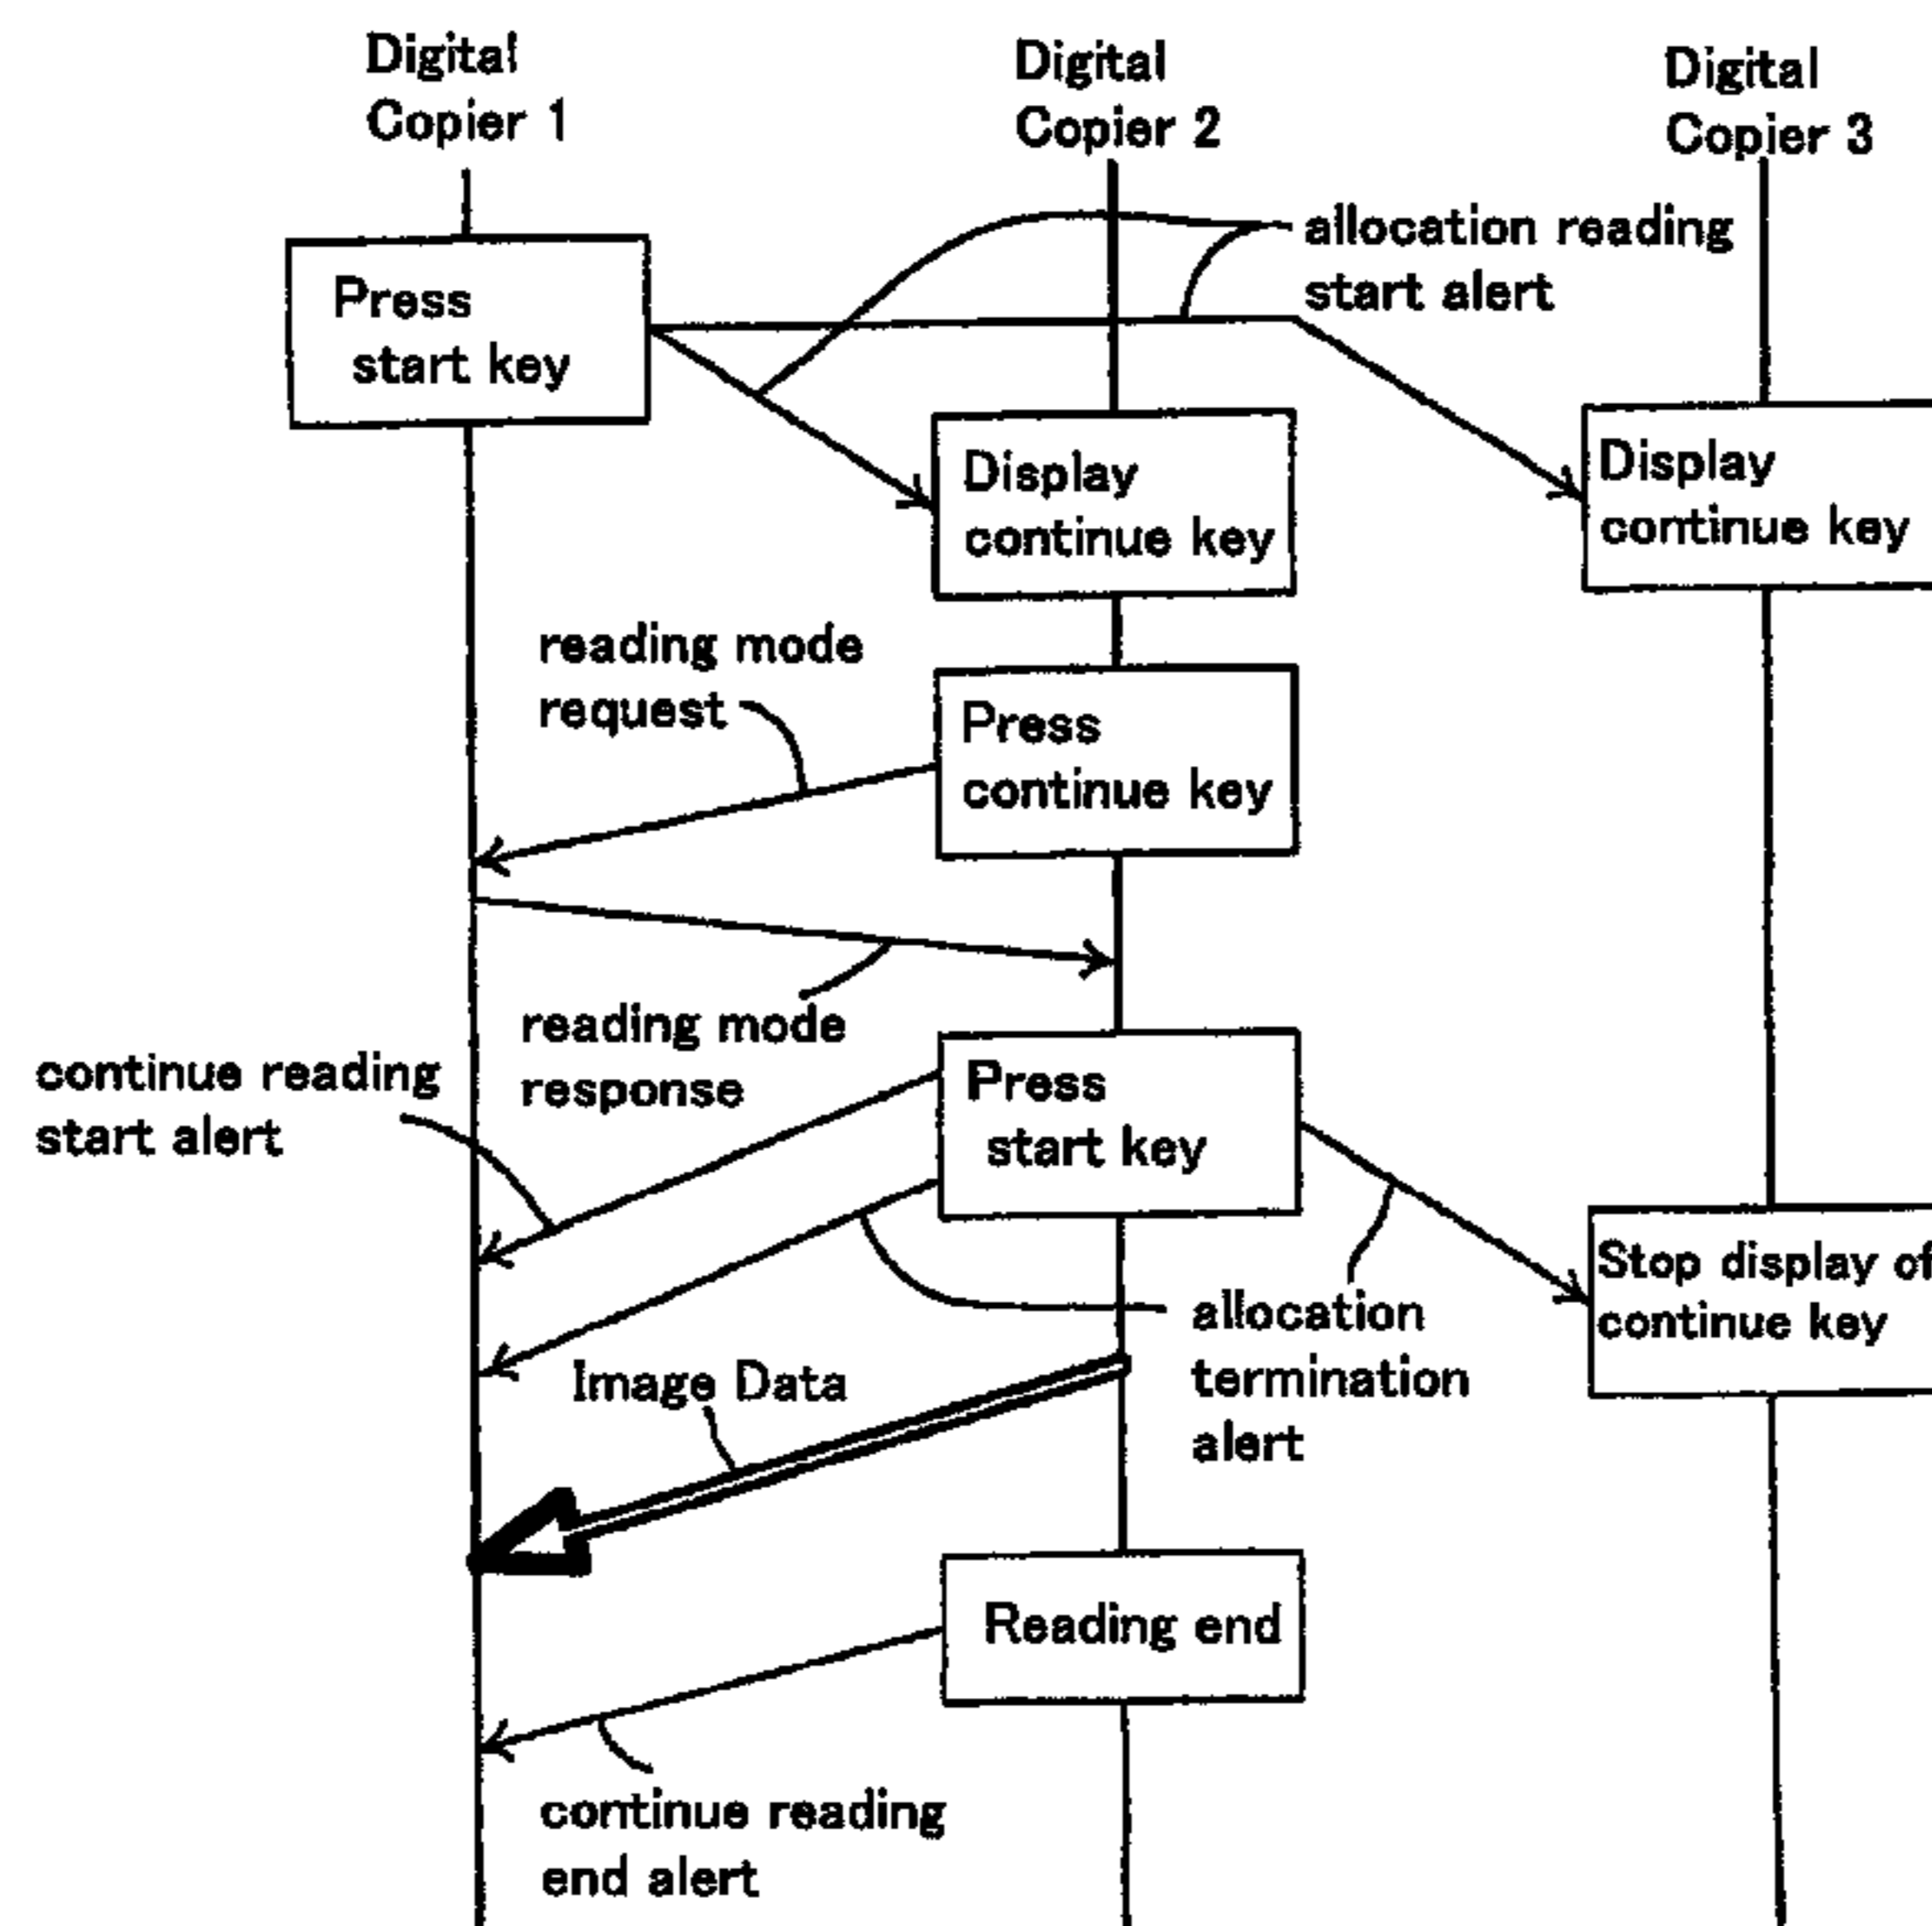 Digital
Copier 1
Digital
Copier 2
Digital
Copier 3
allocation reading
start alert
Press
start key
Display
continue key
Display
continue key
reading mode
request
Press
continue key
reading mode
response
continue reading
start alert
Press
start key
Stop display of
continue key
allocation
termination
alert
Image Data
Reading end
continue reading
end alert